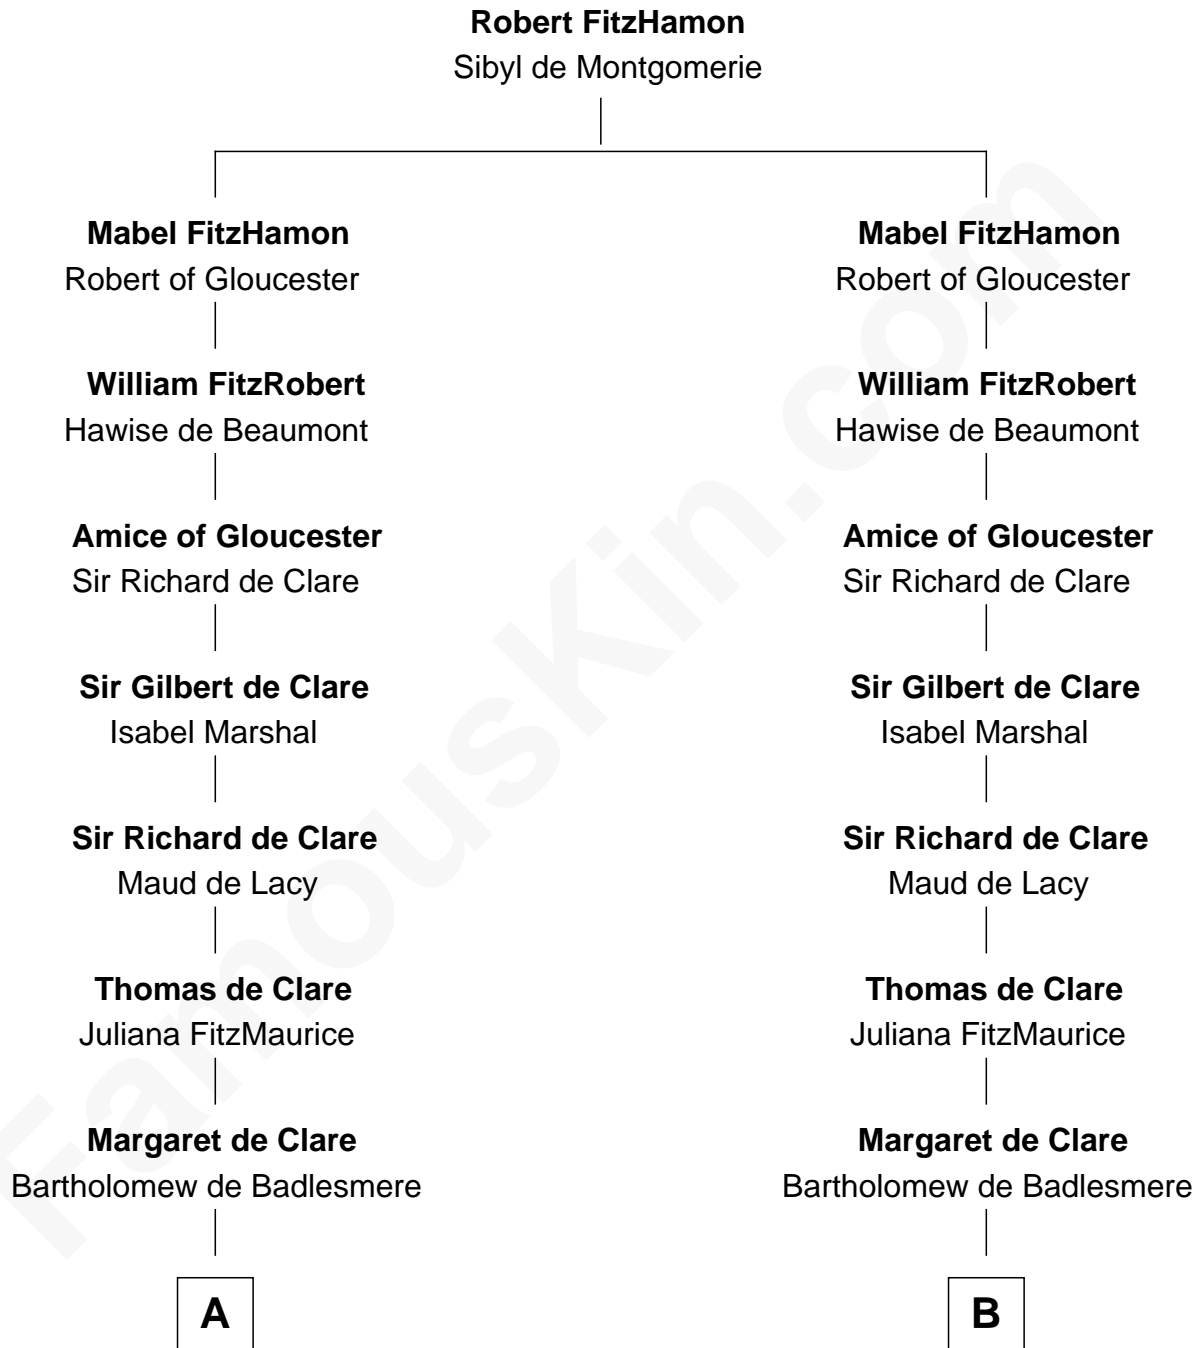 Robert FitzHamon
Sibyl de Montgomerie
Mabel FitzHamon
Robert of Gloucester
William FitzRobert
Hawise de Beaumont
Amice of Gloucester
Sir Richard de Clare
Sir Gilbert de Clare
Isabel Marshal
Sir Richard de Clare
Maud de Lacy
Thomas de Clare
Juliana FitzMaurice
Margaret de Clare
Bartholomew de Badlesmere
A
Mabel FitzHamon
Robert of Gloucester
William FitzRobert
Hawise de Beaumont
Amice of Gloucester
Sir Richard de Clare
Sir Gilbert de Clare
Isabel Marshal
Sir Richard de Clare
Maud de Lacy
Thomas de Clare
Juliana FitzMaurice
Margaret de Clare
Bartholomew de Badlesmere
B
FamousKin.com